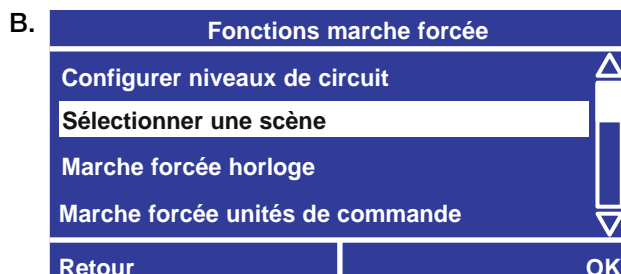 B.
Fonctions marche forcée
Configurer niveaux de circuit
Sélectionner une scène
Marche forcée horloge
Marche forcée unités de commande
Retour OK